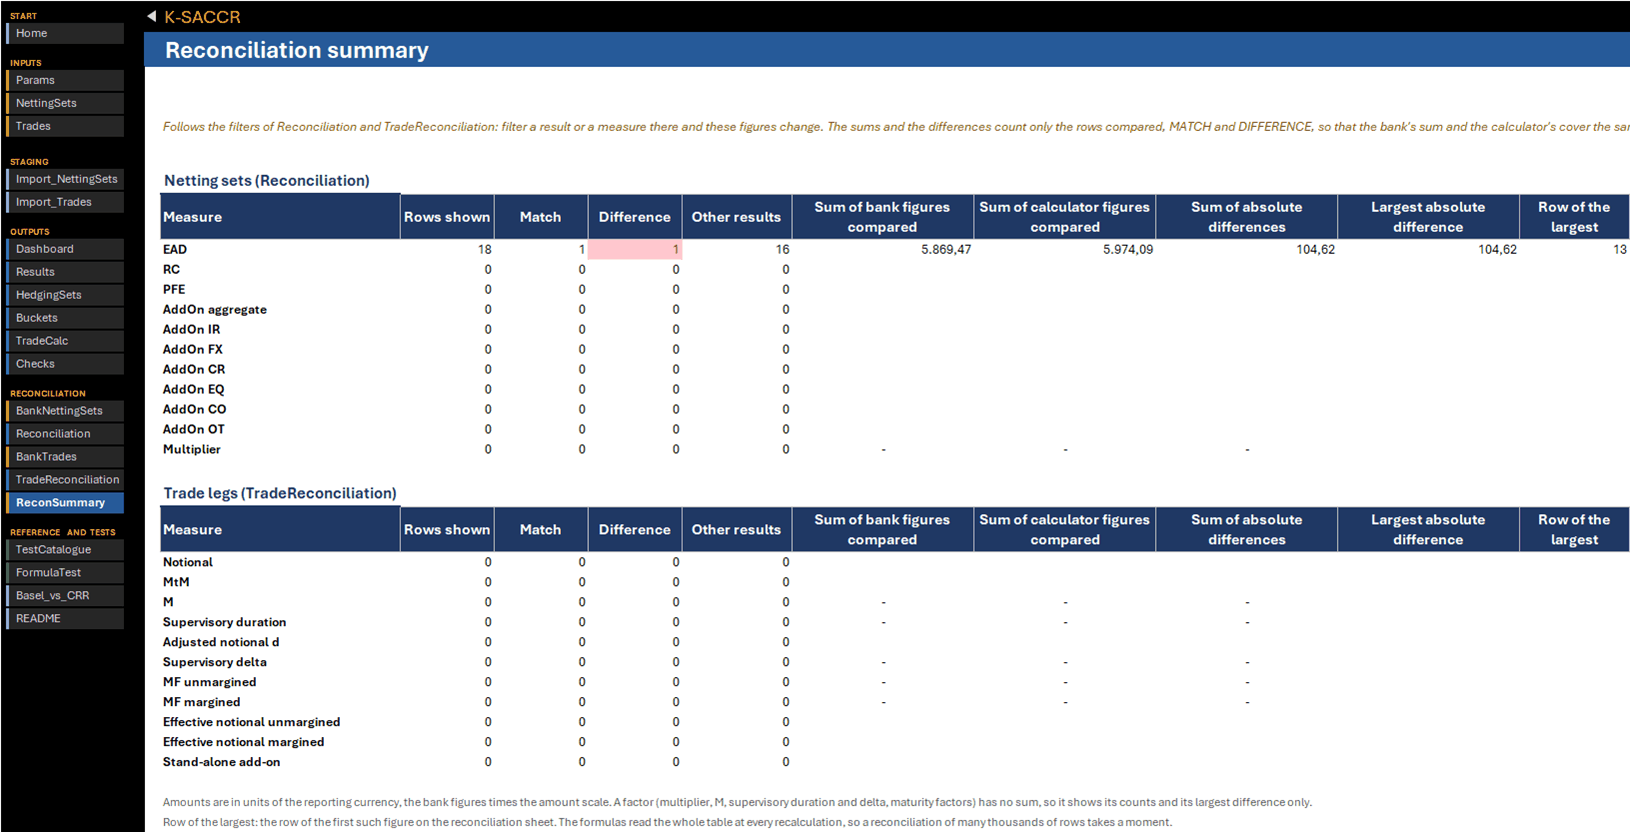 START
Home
INPUTS
Params
NettingSets
Trades
STAGING
Import_NettingSets
Import_Trades
OUTPUTS
Dashboard
Results
HedgingSets
Buckets
TradeCalc
Checks
RECONCILIATION
BankNettingSets
Reconciliation
BankTrades
TradeReconciliation
ReconSummary
REFERENCE AND TESTS
TestCatalogue
FormulaTest
Basel_vs_CRR
README
K-SACCR
Reconciliation summary
Follows the filters of Reconciliation and TradeReconciliation: filter a result or a measure there and these figures change. The sums and the differences count only the rows compared, MATCH and DIFFERENCE, so that the bank's sum and the calculator's cover the sar
Netting sets (Reconciliation)
Measure Rows shown Match Difference Other results Sum of bank figures compared Sum of calculator figures compared Sum of absolute differences Largest absolute difference Row of the largest
EAD 18 1 1 16 5.869,47 5.974,09 104,62 104,62 13
RC 0 0 0 0
PFE 0 0 0 0
AddOn aggregate 0 0 0 0
AddOn IR 0 0 0 0
AddOn FX 0 0 0 0
AddOn CR 0 0 0 0
AddOn EQ 0 0 0 0
AddOn CO 0 0 0 0
AddOn OT 0 0 0 0
Multiplier 0 0 0 0 - - -
Trade legs (TradeReconciliation)
Measure Rows shown Match Difference Other results Sum of bank figures compared Sum of calculator figures compared Sum of absolute differences Largest absolute difference Row of the largest
Notional 0 0 0 0
MtM 0 0 0 0
M 0 0 0 0 - - -
Supervisory duration 0 0 0 0 - - -
Adjusted notional d 0 0 0 0
Supervisory delta 0 0 0 0 - - -
MF unmargined 0 0 0 0 - - -
MF margined 0 0 0 0 - - -
Effective notional unmargined 0 0 0 0
Effective notional margined 0 0 0 0
Stand-alone add-on 0 0 0 0
Amounts are in units of the reporting currency, the bank figures times the amount scale. A factor (multiplier, M, supervisory duration and delta, maturity factors) has no sum, so it shows its counts and its largest difference only.
Row of the largest: the row of the first such figure on the reconciliation sheet. The formulas read the whole table at every recalculation, so a reconciliation of many thousands of rows takes a moment.